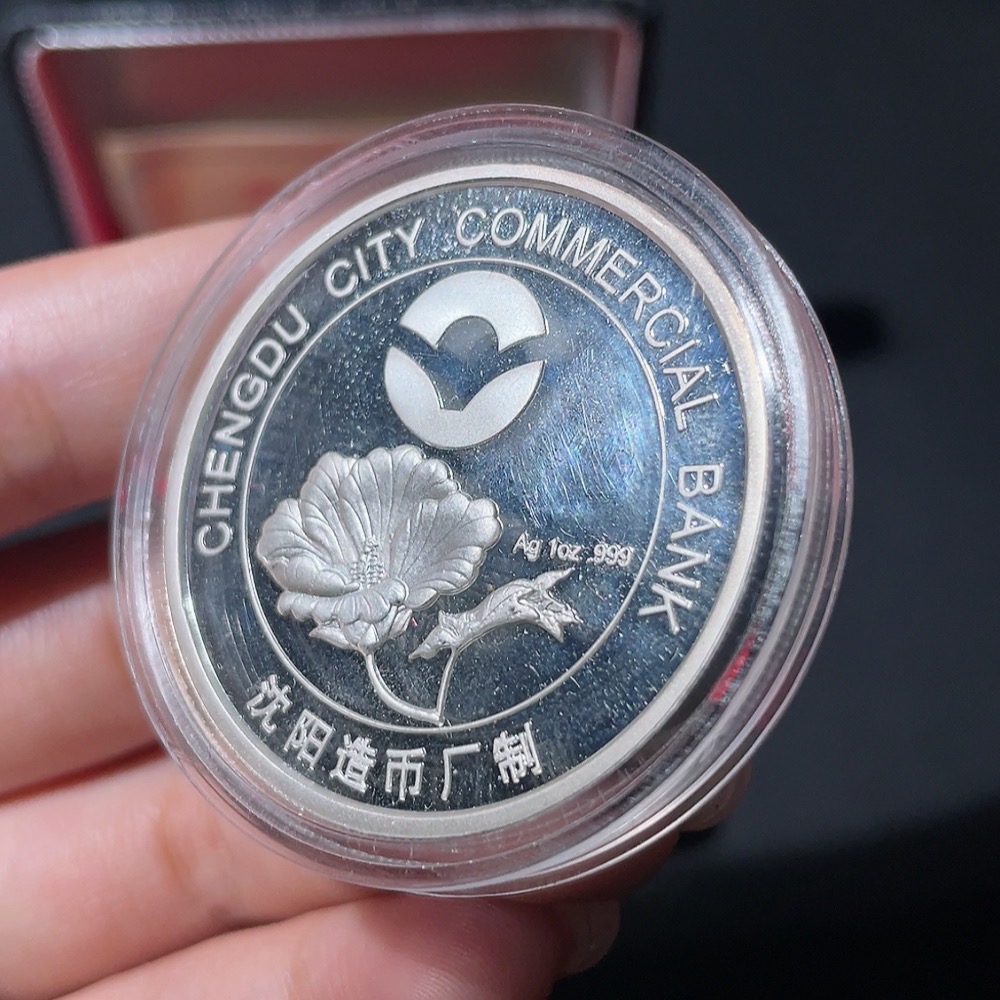 CHENGDU CITY COMMERCIAL BANK
Ag 1oz .999
沈阳造币厂制